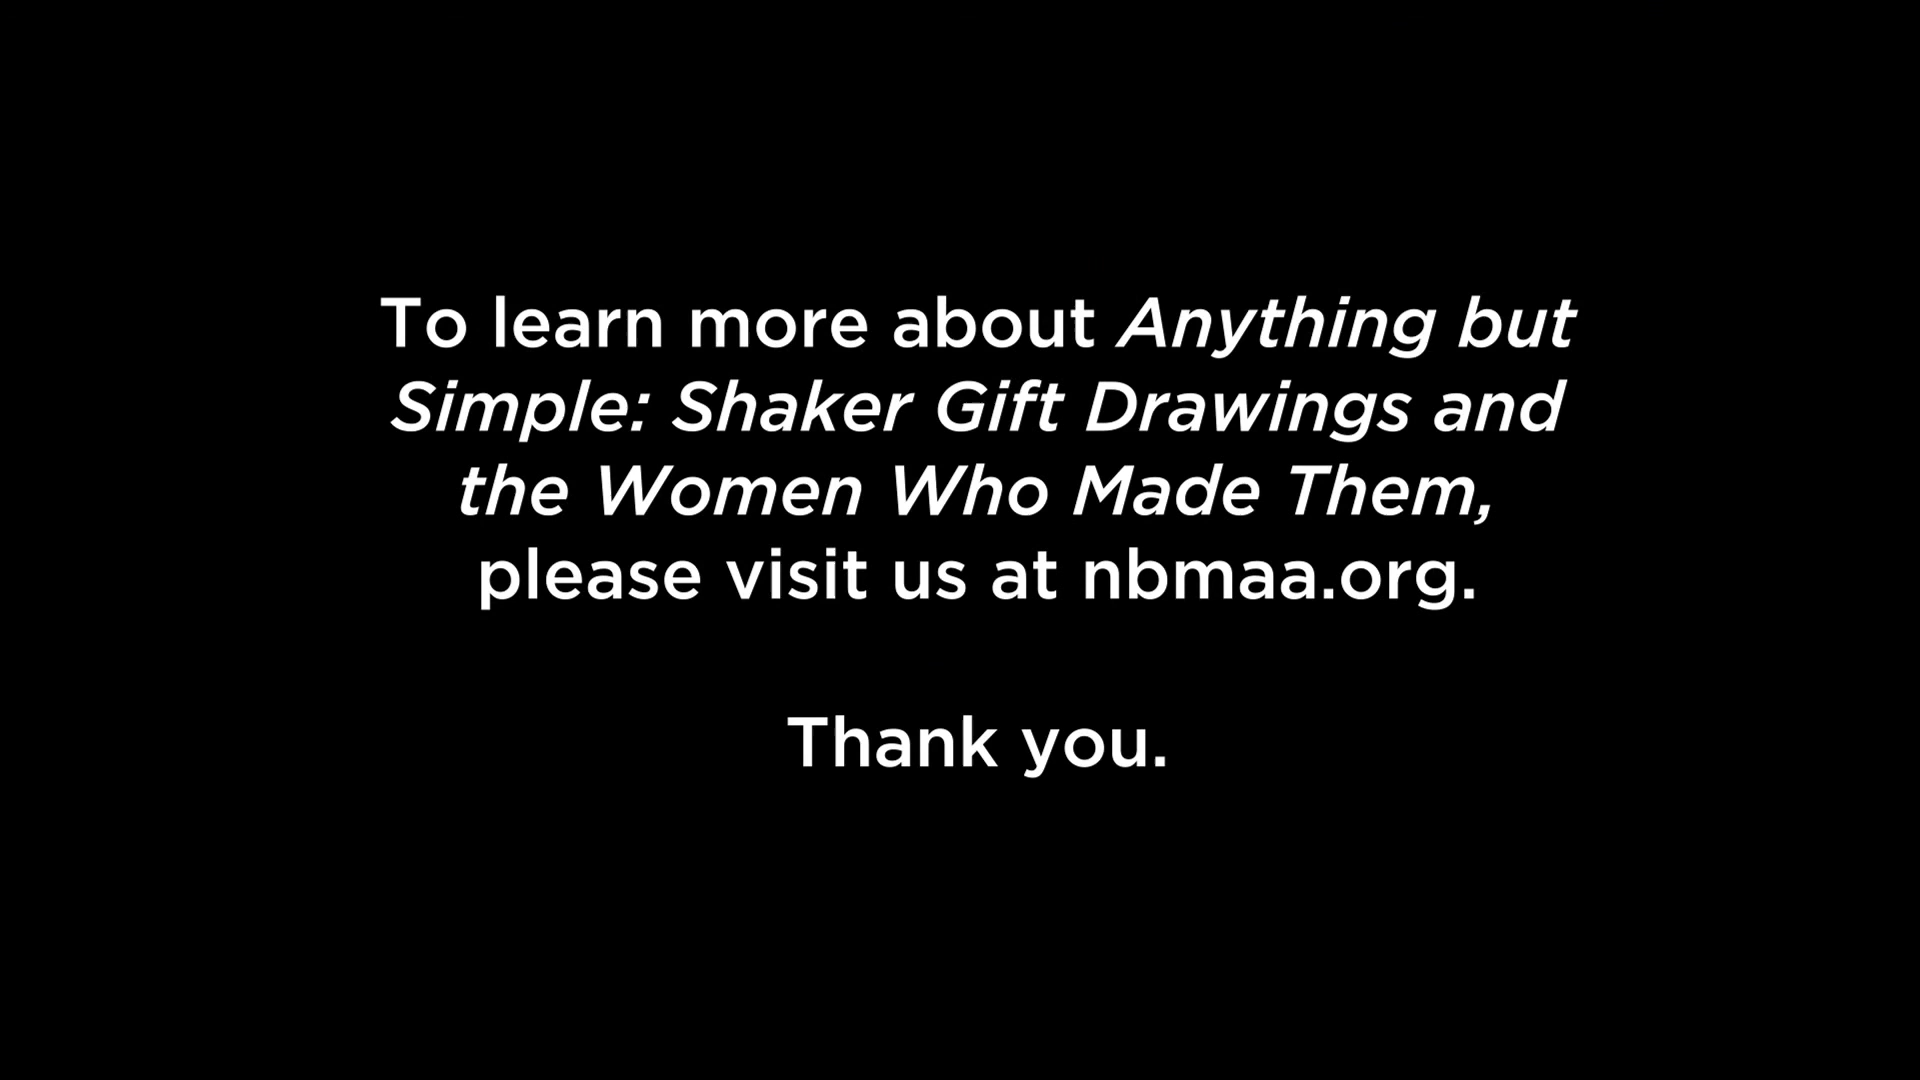 To learn more about Anything but
Simple: Shaker Gift Drawings and
the Women Who Made Them,
please visit us at nbmaa.org.
Thank you.